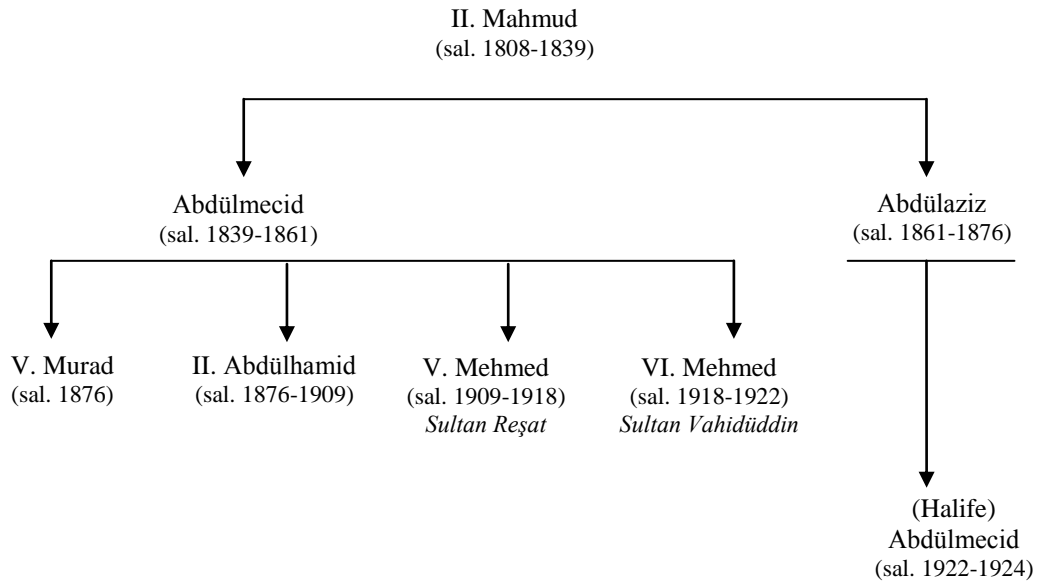 II. Mahmud
(sal. 1808-1839)
Abdülmecid
(sal. 1839-1861)
Abdülaziz
(sal. 1861-1876)
V. Murad
(sal. 1876)
II. Abdülhamid
(sal. 1876-1909)
V. Mehmed
(sal. 1909-1918)
Sultan Reşat
VI. Mehmed
(sal. 1918-1922)
Sultan Vahidüddin
(Halife)
Abdülmecid
(sal. 1922-1924)